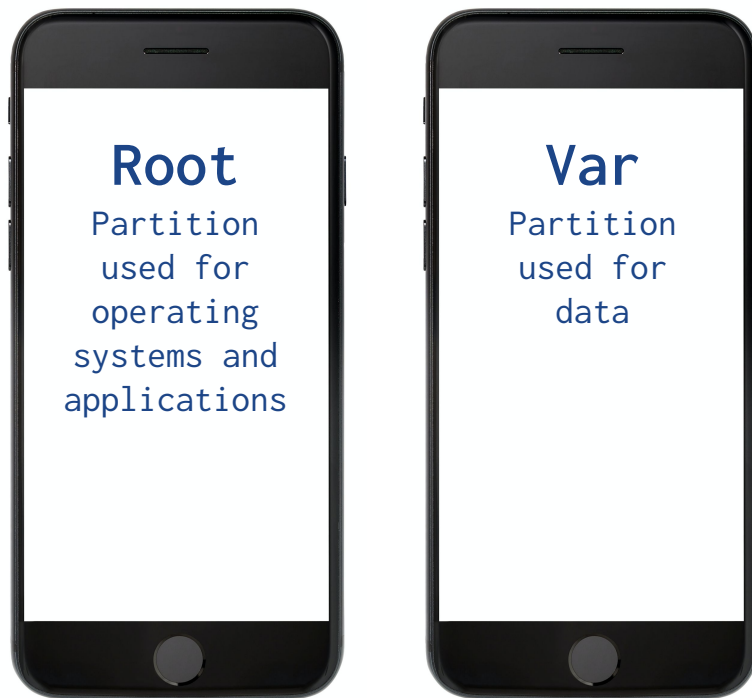 Root
Partition
used for
operating
systems and
applications
Var
Partition
used for
data